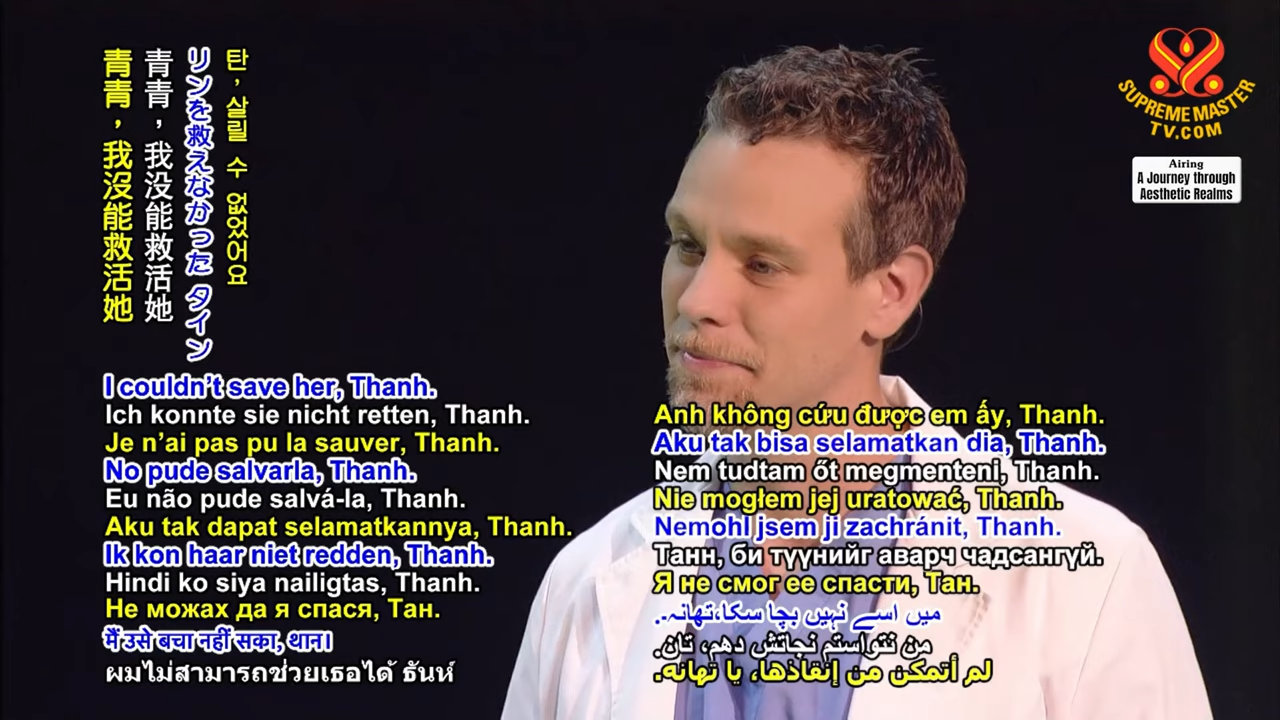 青青，我沒能救活她
青青，我没能救活她
リンを救えなかった タイン
탄, 살릴 수 없었어요
SUPREME MASTER
TV.COM
Airing
A Journey through
Aesthetic Realms
I couldn't save her, Thanh.
Ich konnte sie nicht retten, Thanh.
Je n'ai pas pu la sauver, Thanh.
No pude salvarla, Thanh.
Eu não pude salvá-la, Thanh.
Aku tak dapat selamatkannya, Thanh.
Ik kon haar niet redden, Thanh.
Hindi ko siya nailigtas, Thanh.
Не можах да я спася, Тан.
मैं उसे बचा नहीं सका, थान।
ผมไม่สามารถช่วยเธอได้ ธันห์
Anh không cứu được em ấy, Thanh.
Aku tak bisa selamatkan dia, Thanh.
Nem tudtam őt megmenteni, Thanh.
Nie mogłem jej uratować, Thanh.
Nemohl jsem ji zachránit, Thanh.
Танн, би түүнийг аварч чадсангүй.
Я не смог ее спасти, Тан.
میں اسے نہیں بچا سکا،تھانہ۔.
من نتواستم نجاتش دهم، تان.
لم أتمكن من إنقاذها، يا تهانه.